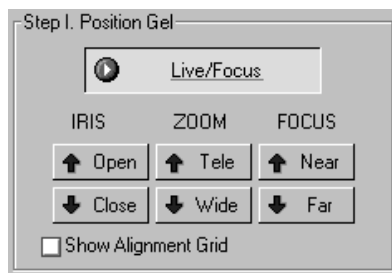 Step I. Position Gel
Live/Focus
IRIS ZOOM FOCUS
Open Tele Near
Close Wide Far
Show Alignment Grid